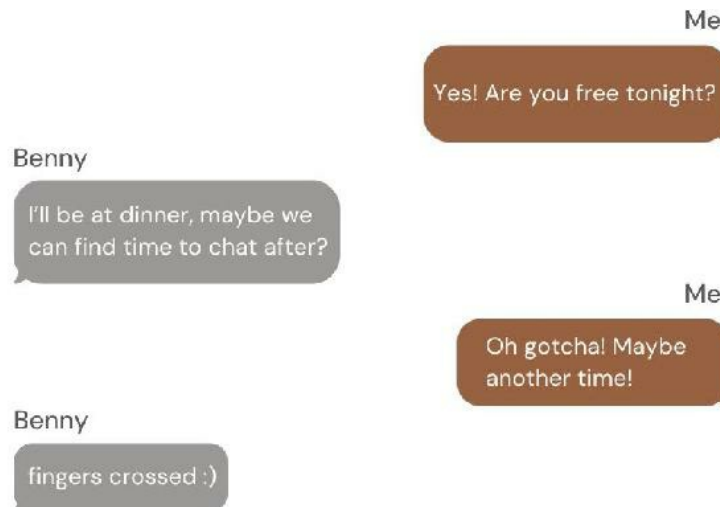 Me
Yes! Are you free tonight?
Benny
I'll be at dinner, maybe we
can find time to chat after?
Me
Oh gotcha! Maybe
another time!
Benny
fingers crossed :)